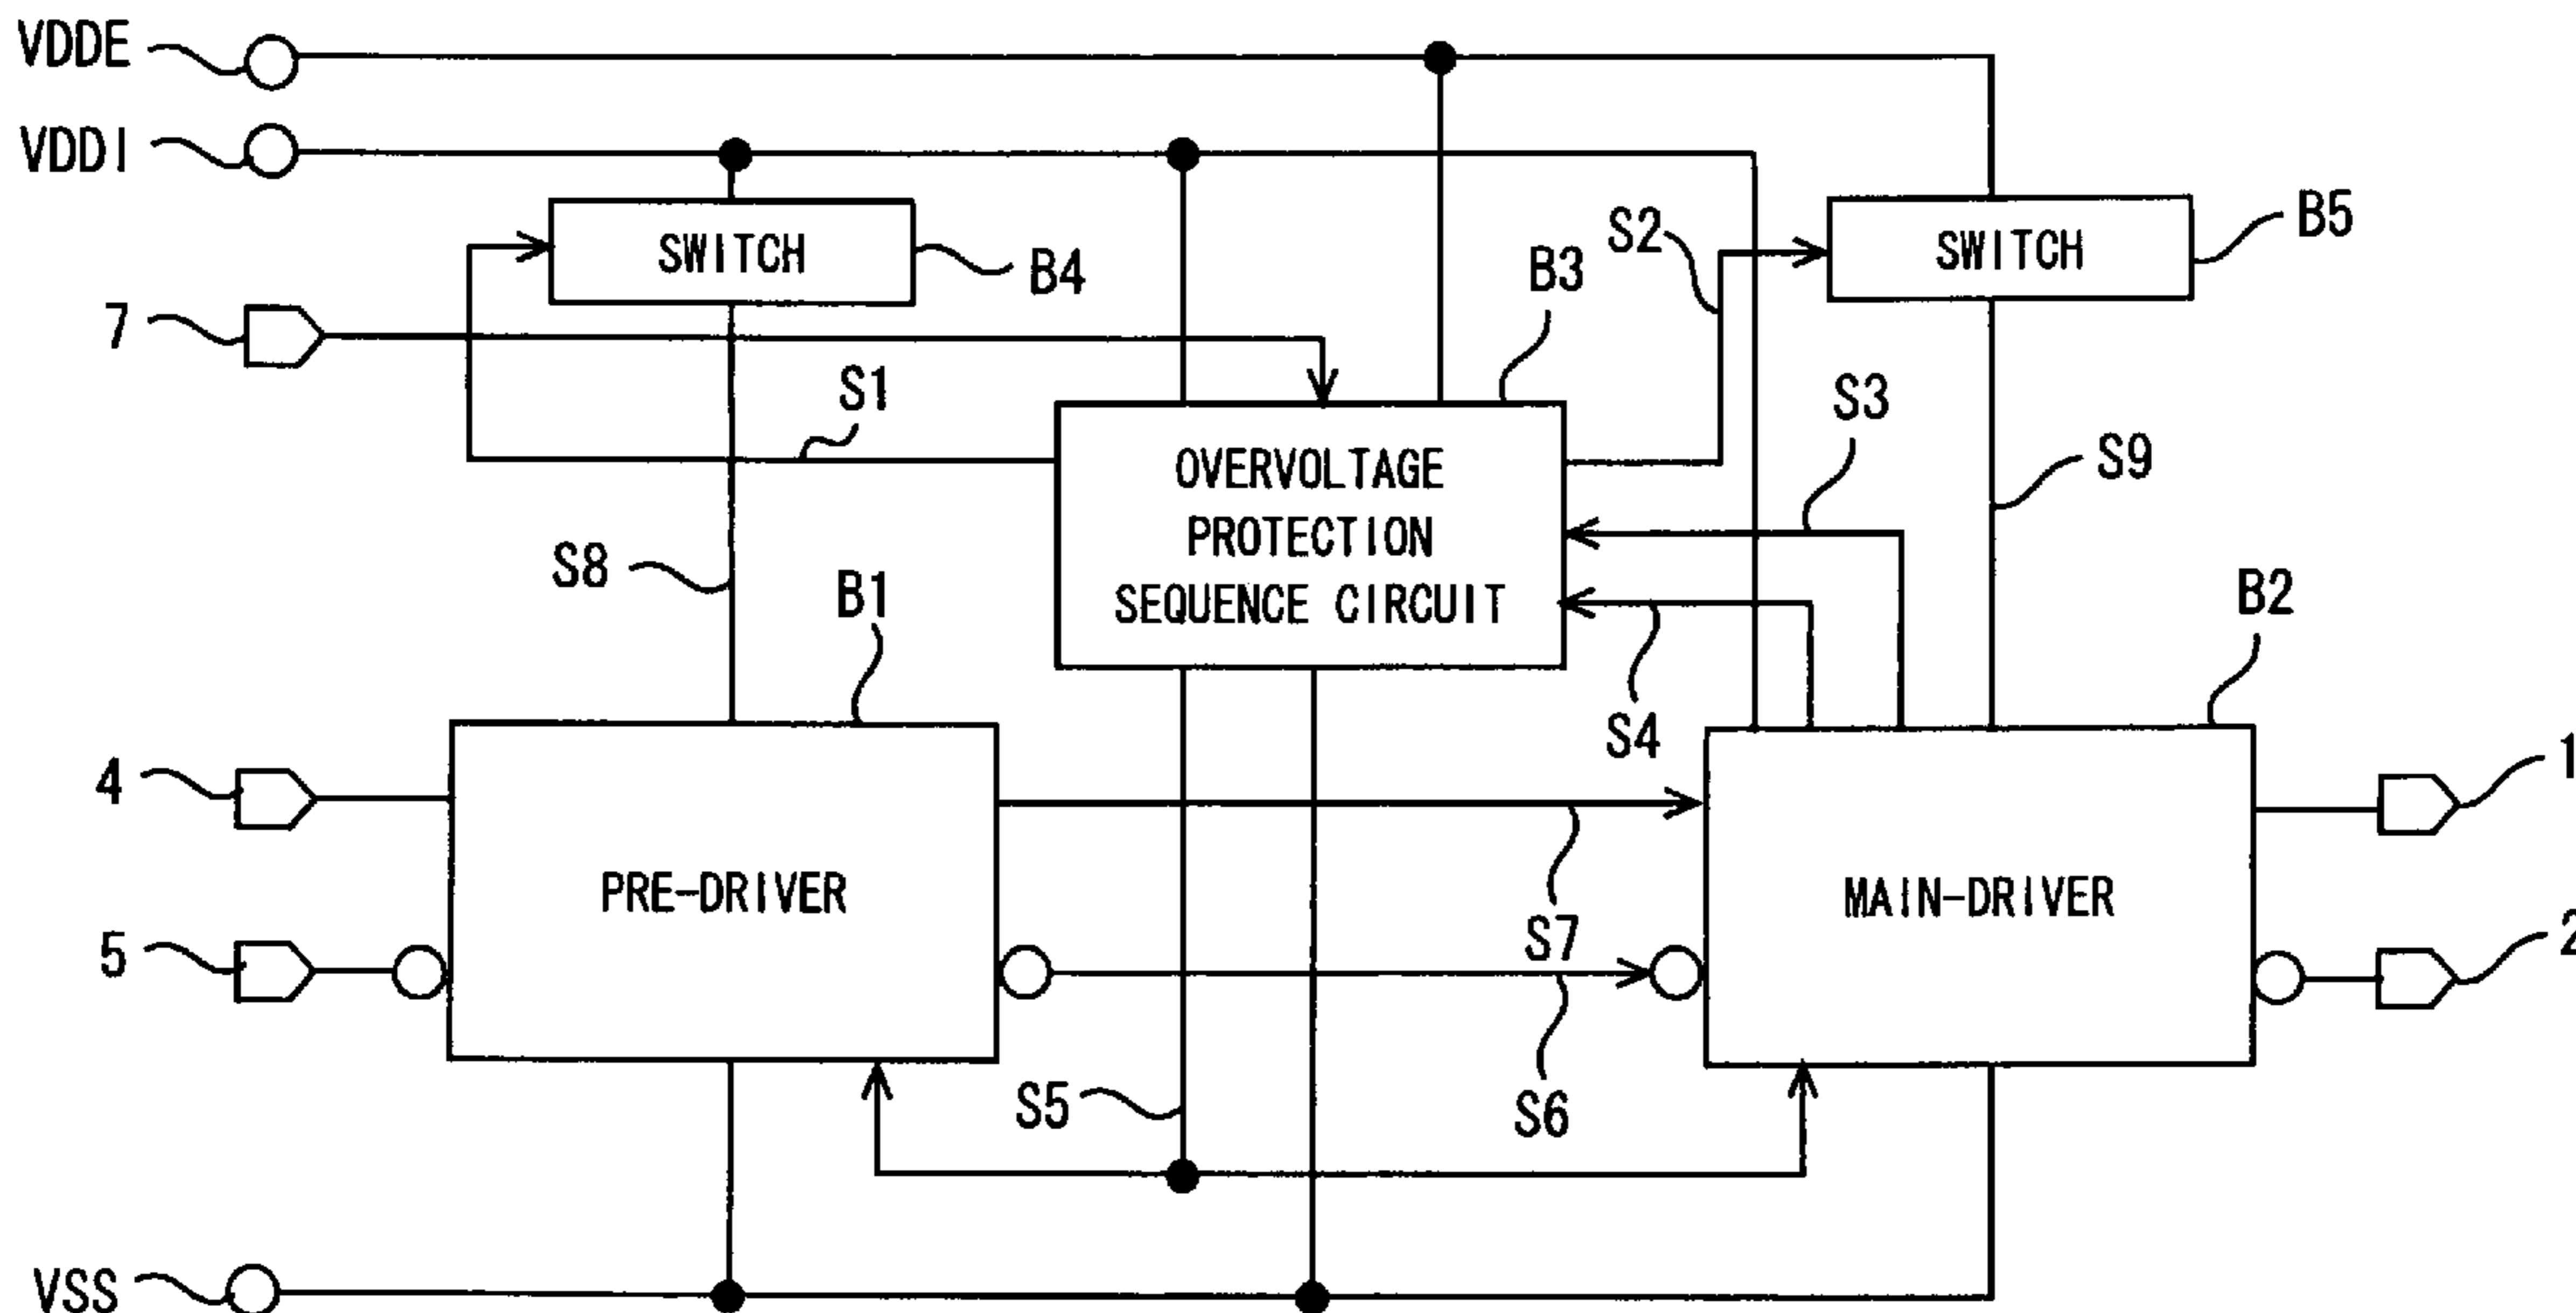 VDDE
VDDI
SWITCH
B4
S2
SWITCH
B5
B3
7
S1
S3
OVERVOLTAGE
PROTECTION
SEQUENCE CIRCUIT
S9
S8
B1
B2
S4
4
1
PRE-DRIVER
MAIN-DRIVER
5
S7
2
S5
S6
VSS